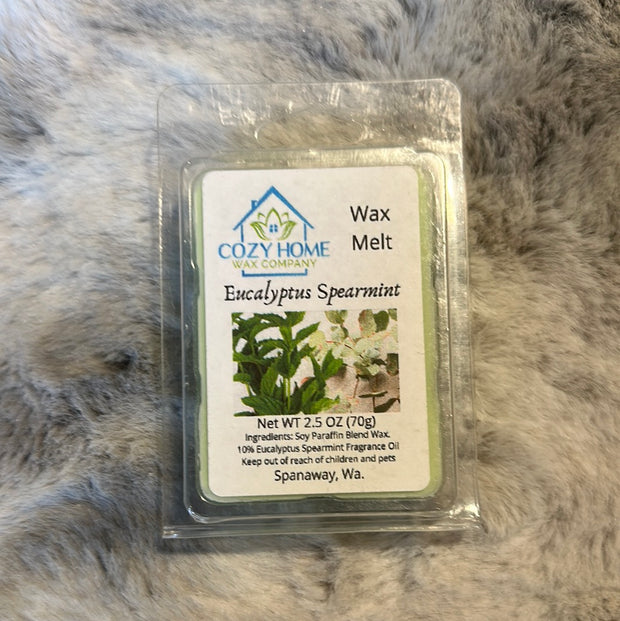 COZY HOME
WAX COMPANY
Wax
Melt
Eucalyptus Spearmint
Net WT 2.5 OZ (70g)
Ingredients: Soy Paraffin Blend Wax,
10% Eucalyptus Spearmint Fragrance Oil
Keep out of reach of children and pets
Spanaway, Wa.